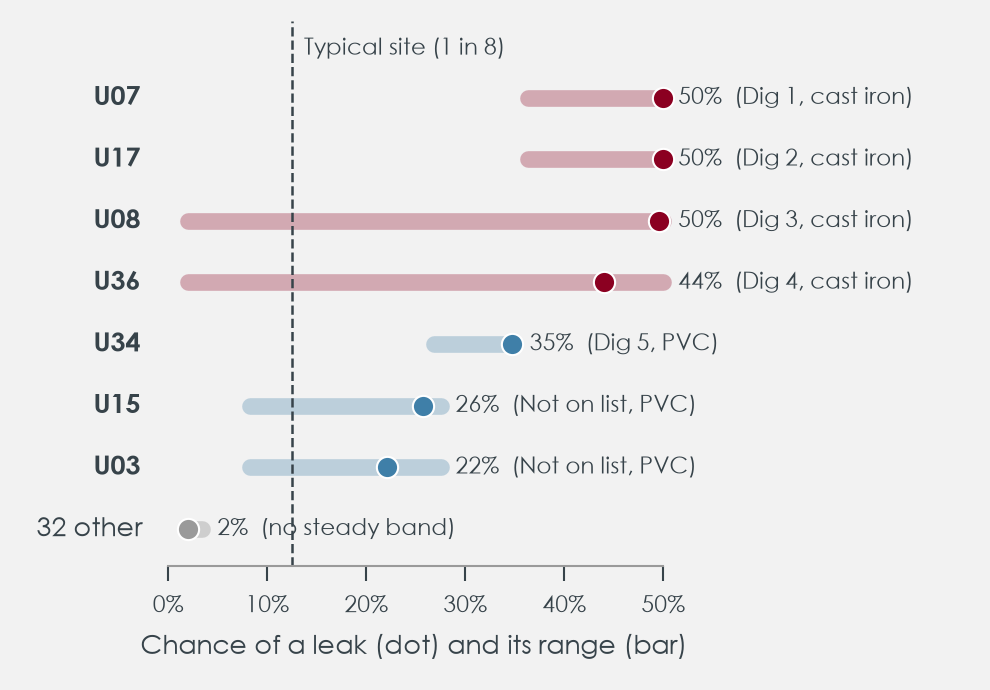 Typical site (1 in 8)
U07 50% (Dig 1, cast iron)
U17 50% (Dig 2, cast iron)
U08 50% (Dig 3, cast iron)
U36 44% (Dig 4, cast iron)
U34 35% (Dig 5, PVC)
U15 26% (Not on list, PVC)
U03 22% (Not on list, PVC)
32 other 2% (no steady band)
0% 10% 20% 30% 40% 50%
Chance of a leak (dot) and its range (bar)